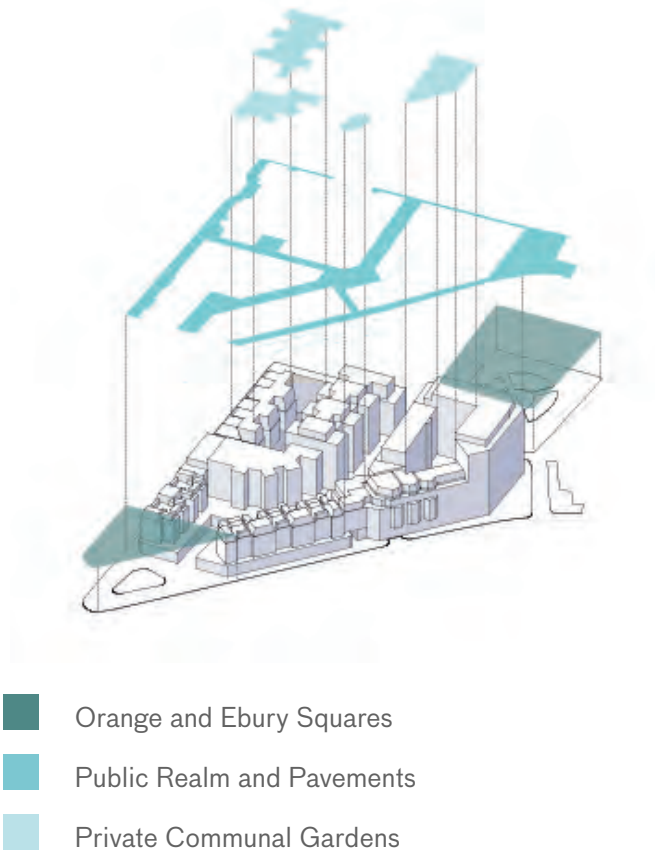 Orange and Ebury Squares
Public Realm and Pavements
Private Communal Gardens